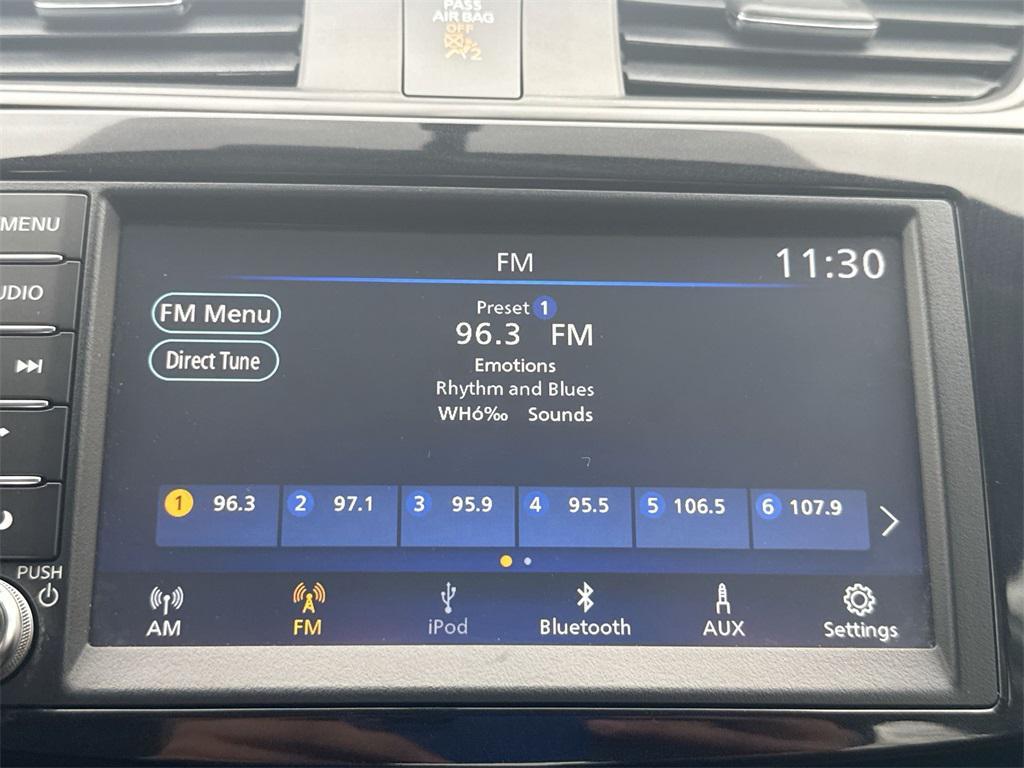 PASS
AIR BAG
OFF
2
MENU
UDIO
PUSH
FM
11:30
FM Menu
Direct Tune
Preset 1
96.3 FM
Emotions
Rhythm and Blues
WHó‰ Sounds
1 96.3 2 97.1 3 95.9 4 95.5 5 106.5 6 107.9
AM FM iPod Bluetooth AUX Settings